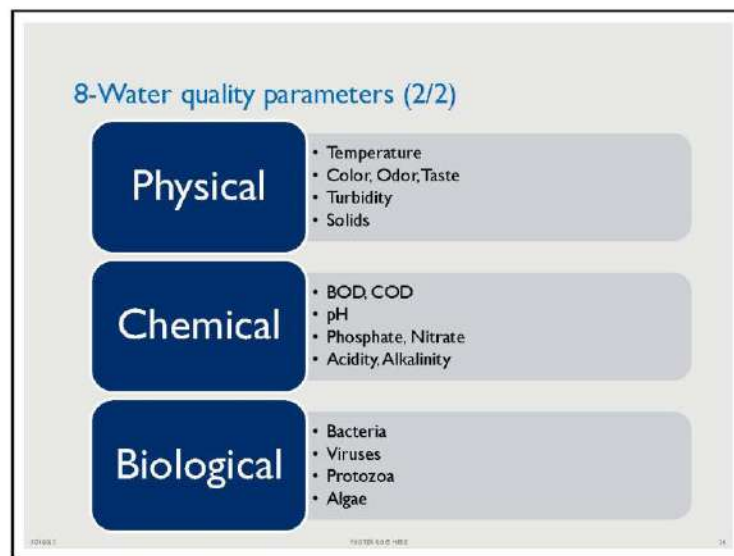 8-Water quality parameters (2/2)
Physical
• Temperature
• Color, Odor, Taste
• Turbidity
• Solids
Chemical
• BOD, COD
• pH
• Phosphate, Nitrate
• Acidity, Alkalinity
Biological
• Bacteria
• Viruses
• Protozoa
• Algae